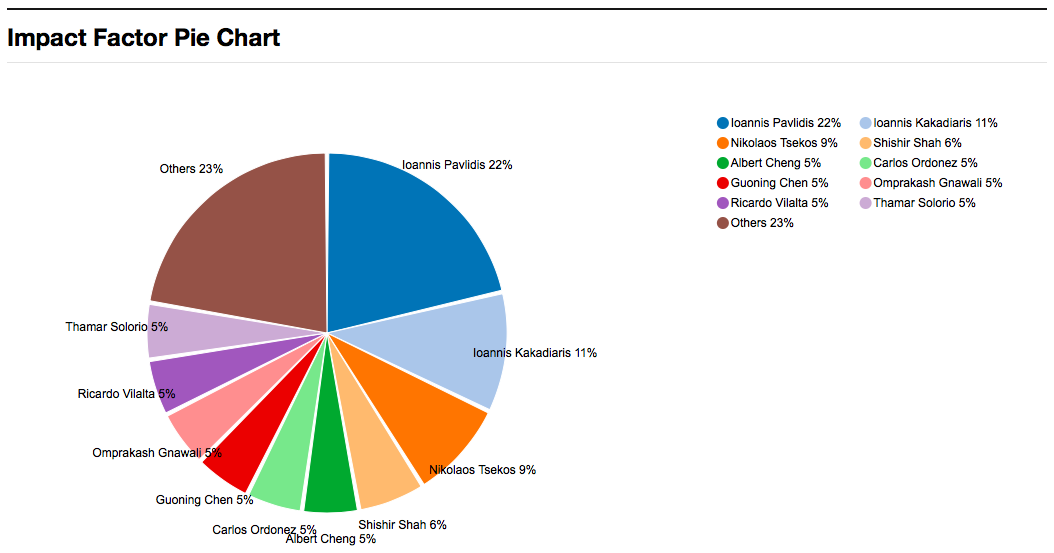 Impact Factor Pie Chart
Ioannis Pavlidis 22%
Ioannis Kakadiaris 11%
Nikolaos Tsekos 9%
Shishir Shah 6%
Albert Cheng 5%
Carlos Ordonez 5%
Guoning Chen 5%
Omprakash Gnawali 5%
Ricardo Vilalta 5%
Thamar Solorio 5%
Others 23%
Others 23%
Ioannis Pavlidis 22%
Thamar Solorio 5%
Ioannis Kakadiaris 11%
Ricardo Vilalta 5%
Omprakash Gnawali 5%
Nikolaos Tsekos 9%
Guoning Chen 5%
Shishir Shah 6%
Carlos Ordonez 5%
Albert Cheng 5%